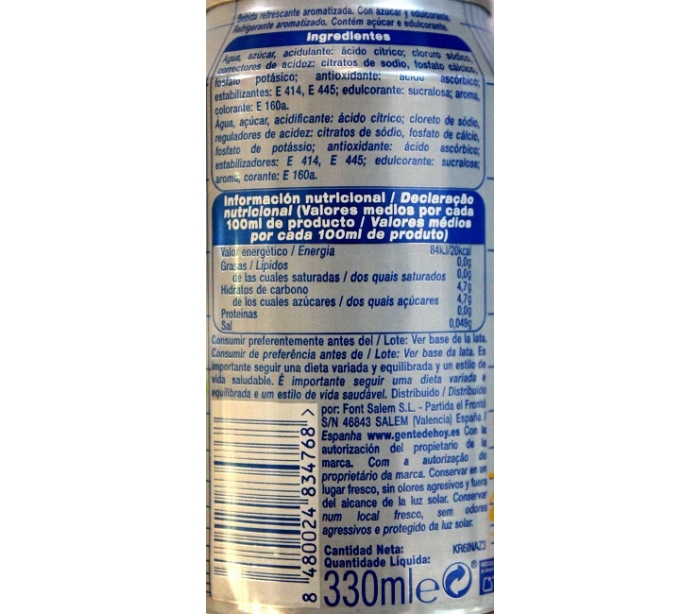 Bebida refrescante aromatizada. Con azúcar y edulcorante.
Refrigerante aromatizado. Contém açúcar e edulcorante.
Ingredientes
Agua, azúcar, acidulante: ácido cítrico; cloruro sódico,
correctores de acidez: citratos de sodio, fosfato cálcico,
fosfato potásico; antioxidante: ácido ascórbico;
estabilizantes: E 414, E 445; edulcorante: sucralosa; aroma,
colorante: E 160a.
Água, açúcar, acidificante: ácido cítrico; cloreto de sódio,
reguladores de acidez: citratos de sódio, fosfato de cálcio,
fosfato de potássio; antioxidante: ácido ascórbico;
estabilizadores: E 414, E 445; edulcorante: sucralose;
aroma, corante: E 160a.
Información nutricional / Declaração
nutricional (Valores medios por cada
100ml de producto / Valores médios
por cada 100ml de produto)
Valor energético / Energia 84kJ/20kcal
Grasas / Lípidos 0,0g
de las cuales saturadas / dos quais saturados 0,0g
Hidratos de carbono 4,7g
de los cuales azúcares / dos quais açúcares 4,7g
Proteínas 0,0g
Sal 0,049g
Consumir preferentemente antes del / Lote: Ver base de la lata.
Consumir de preferência antes de / Lote: Ver base da lata. Es
importante seguir una dieta variada y equilibrada y un estilo de
vida saludable. É importante seguir uma dieta variada e
equilibrada e um estilo de vida saudável. Distribuido / Distribuído
por: Font Salem S.L. - Partida el Frontó
S/N 46843 SALEM (Valencia) España /
Espanha www.gentedehoy.es Con la
autorización del propietario de la
marca. Com a autorização do
proprietário da marca. Conservar en un
lugar fresco, sin olores agresivos y fuera
del alcance de la luz solar. Conservar
num local fresco, sem odores
agressivos e protegido da luz solar.
Cantidad Neta: KR6INAZ3
Quantidade Líquida:
330ml e
8 480024 834768 >